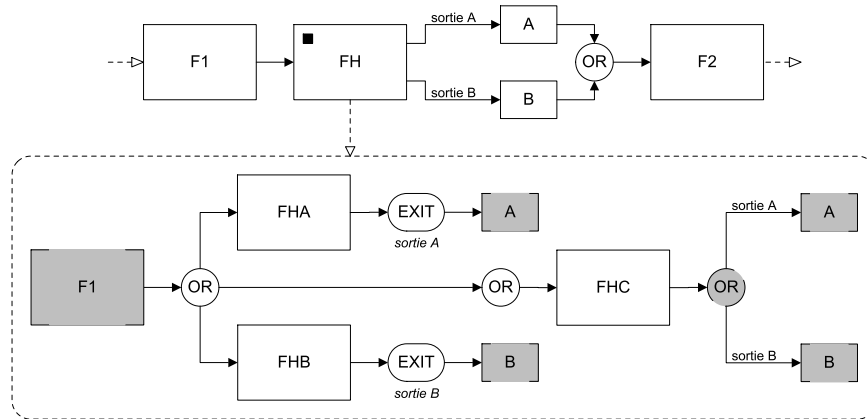 sortie A
A
F1
FH
OR
F2
sortie B
B
FHA
EXIT
A
sortie A
A
sortie A
F1
OR
OR
FHC
OR
FHB
EXIT
B
sortie B
B
sortie B